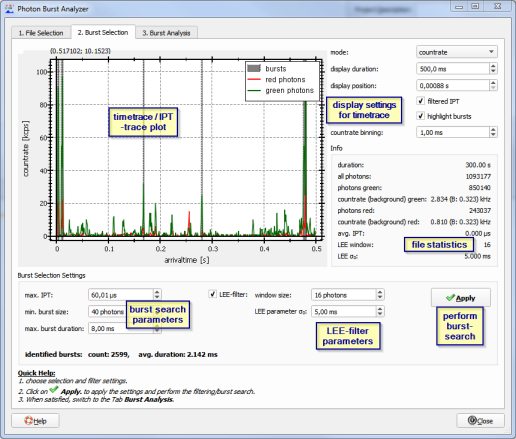 Photon Burst Analyzer
1. File Selection
2. Burst Selection
3. Burst Analysis
(0.517102; 10.1523)
bursts
red photons
green photons
countrate [kcps]
100
80
60
40
20
0
0
0.1
0.2
0.3
0.4
0.5
arrivaltime [s]
timetrace / IPT
-trace plot
mode:
countrate
display duration:
500,0 ms
display position:
0,00088 s
filtered IPT
highlight bursts
countrate binning:
1,00 ms
display settings
for timetrace
Info
duration: 300.00 s
all photons: 1093177
photons green: 850140
countrate (background) green: 2.834 (B: 0.323) kHz
photons red: 243037
countrate (background) red: 0.810 (B: 0.323) kHz
avg. IPT: 0.000 µs
LEE window: 16
LEE σ₀: 5.000 ms
file statistics
Burst Selection Settings
max. IPT:
60,01 µs
min. burst size:
40 photons
max. burst duration:
8,00 ms
burst search
parameters
LEE-filter:
window size:
16 photons
LEE parameter σ₀:
5,00 ms
LEE-filter
parameters
Apply
perform
burst-
search
identified bursts: count: 2599, avg. duration: 2.142 ms
Quick Help:
1. choose selection and filter settings.
2. Click on Apply. to apply the settings and perform the filtering/burst search.
3. When satisfied, switch to the Tab Burst Analysis.
Help
Close